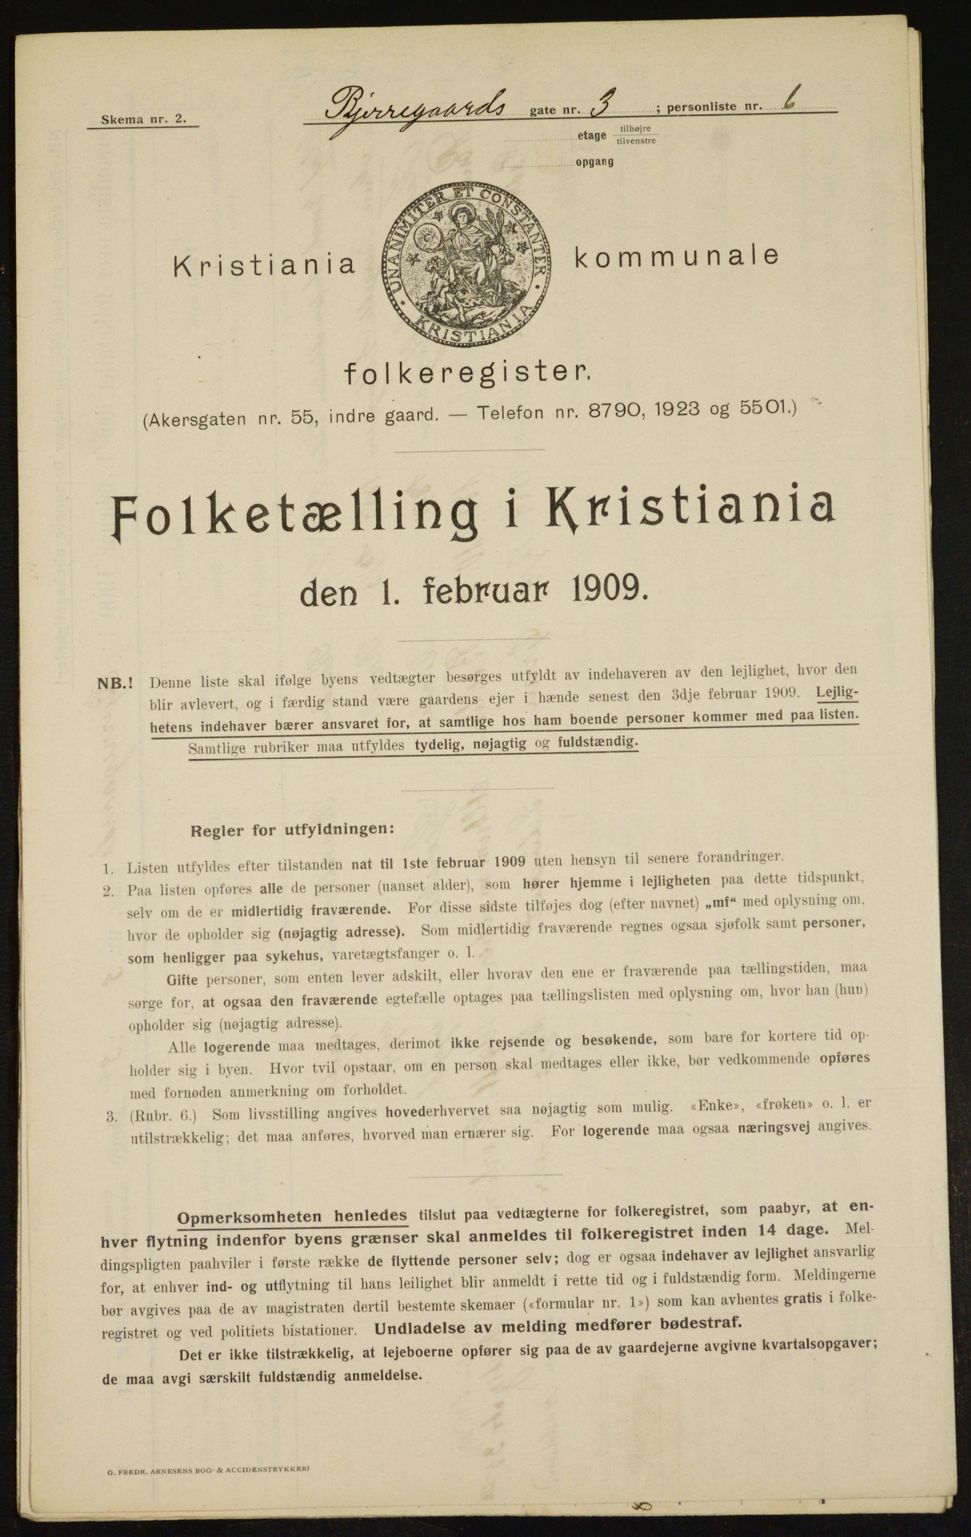 Skema nr. 2.
Bjerregaards gate nr. 3 ; personliste nr. 6
etage tilhøjre
tilvenstre
opgang
UNANIMITER ET CONSTANTER
KRISTIANIA
Kristiania kommunale
folkeregister.
(Akersgaten nr. 55, indre gaard. — Telefon nr. 8790, 1923 og 5501.)
Folketælling i Kristiania
den 1. februar 1909.
NB.! Denne liste skal ifølge byens vedtægter besørges utfyldt av indehaveren av den lejlighet, hvor den
blir avlevert, og i færdig stand være gaardens ejer i hænde senest den 3dje februar 1909. Lejlig-
hetens indehaver bærer ansvaret for, at samtlige hos ham boende personer kommer med paa listen.
Samtlige rubriker maa utfyldes tydelig, nøjagtig og fuldstændig.
Regler for utfyldningen:
1. Listen utfyldes efter tilstanden nat til 1ste februar 1909 uten hensyn til senere forandringer.
2. Paa listen opføres alle de personer (uanset alder), som hører hjemme i lejligheten paa dette tidspunkt,
selv om de er midlertidig fraværende. For disse sidste tilføjes dog (efter navnet) „mf“ med oplysning om,
hvor de opholder sig (nøjagtig adresse). Som midlertidig fraværende regnes ogsaa sjøfolk samt personer,
som henligger paa sykehus, varetægtsfanger o. l.
Gifte personer, som enten lever adskilt, eller hvorav den ene er fraværende paa tællingstiden, maa
sørge for, at ogsaa den fraværende egtefælle optages paa tællingslisten med oplysning om, hvor han (hun)
opholder sig (nøjagtig adresse).
Alle logerende maa medtages, derimot ikke rejsende og besøkende, som bare for kortere tid op-
holder sig i byen. Hvor tvil opstaar, om en person skal medtages eller ikke, bør vedkommende opføres
med fornøden anmerkning om forholdet.
3. (Rubr. 6.) Som livsstilling angives hovederhvervet saa nøjagtig som mulig. «Enke», «frøken» o. l. er
utilstrækkelig; det maa anføres, hvorved man ernærer sig. For logerende maa ogsaa næringsvej angives.
Opmerksomheten henledes tilslut paa vedtægterne for folkeregistret, som paabyr, at en-
hver flytning indenfor byens grænser skal anmeldes til folkeregistret inden 14 dage. Mel-
dingspligten paahviler i første række de flyttende personer selv; dog er ogsaa indehaver av lejlighet ansvarlig
for, at enhver ind- og utflytning til hans leilighet blir anmeldt i rette tid og i fuldstændig form. Meldingerne
bør avgives paa de av magistraten dertil bestemte skemaer («formular nr. 1») som kan avhentes gratis i folke-
registret og ved politiets bistationer. Undladelse av melding medfører bødestraf.
Det er ikke tilstrækkelig, at lejeboerne opfører sig paa de av gaardejerne avgivne kvartalsopgaver;
de maa avgi særskilt fuldstændig anmeldelse.
O. FREDR. ARNESENS BOG- & ACCIDENSTRYKKERI